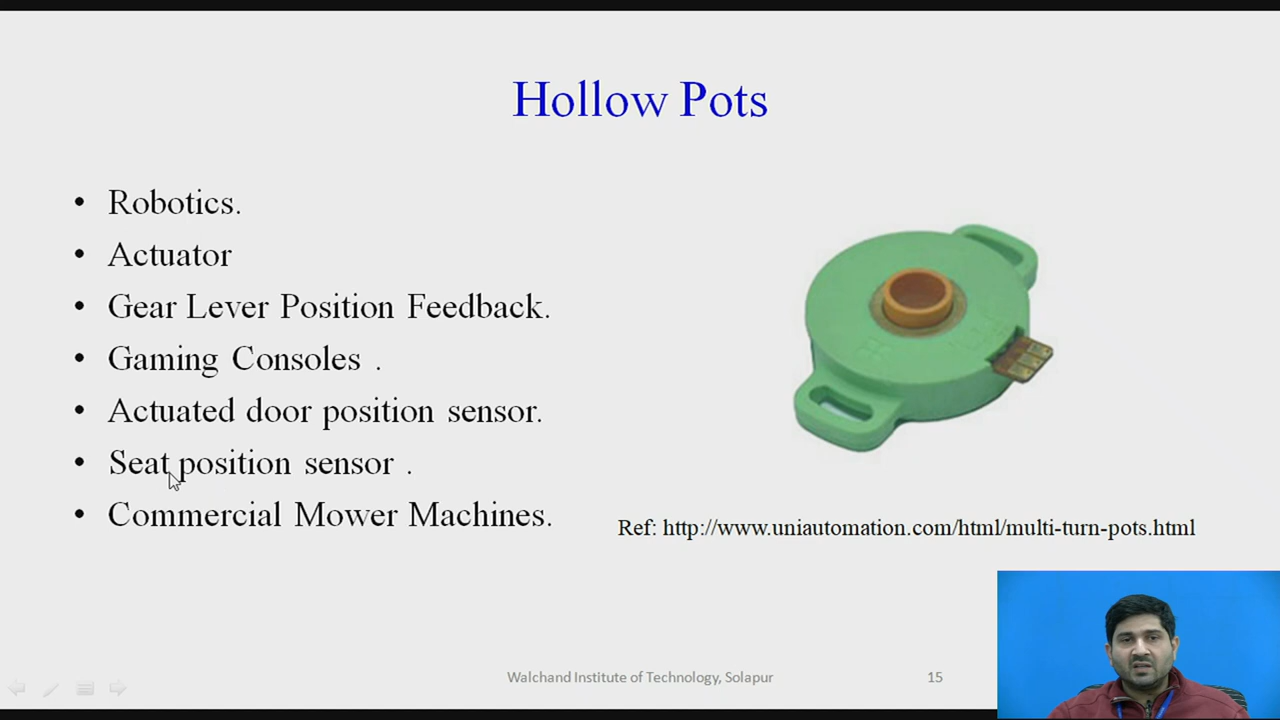 Hollow Pots
• Robotics.
• Actuator
• Gear Lever Position Feedback.
• Gaming Consoles .
• Actuated door position sensor.
• Seat position sensor .
• Commercial Mower Machines.
Ref: http://www.uniautomation.com/html/multi-turn-pots.html
Walchand Institute of Technology, Solapur
15